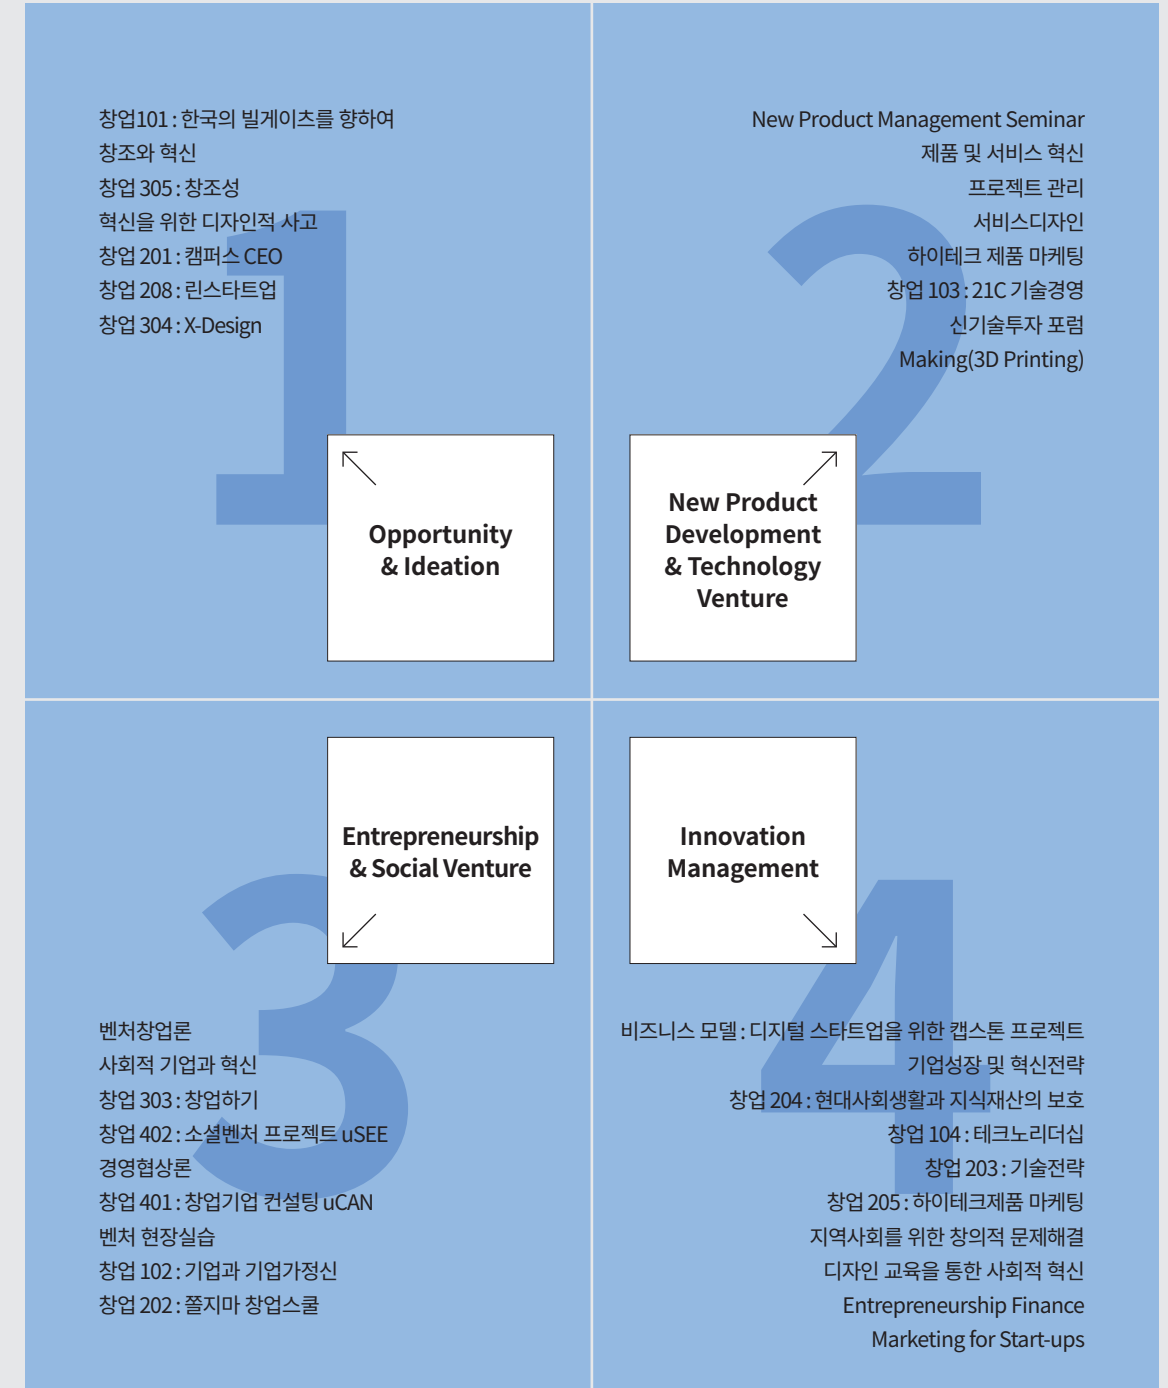 창업101 : 한국의 빌게이츠를 향하여
창조와 혁신
창업 305 : 창조성
혁신을 위한 디자인적 사고
창업 201 : 캠퍼스 CEO
창업 208 : 린스타트업
창업 304 : X-Design
1
Opportunity
& Ideation
New Product Management Seminar
제품 및 서비스 혁신
프로젝트 관리
서비스디자인
하이테크 제품 마케팅
창업 103 : 21C 기술경영
신기술투자 포럼
Making(3D Printing)
2
New Product
Development
& Technology
Venture
Entrepreneurship
& Social Venture
3
벤처창업론
사회적 기업과 혁신
창업 303 : 창업하기
창업 402 : 소셜벤처 프로젝트 uSEE
경영협상론
창업 401 : 창업기업 컨설팅 uCAN
벤처 현장실습
창업 102 : 기업과 기업가정신
창업 202 : 쫄지마 창업스쿨
Innovation
Management
4
비즈니스 모델 : 디지털 스타트업을 위한 캡스톤 프로젝트
기업성장 및 혁신전략
창업 204 : 현대사회생활과 지식재산의 보호
창업 104 : 테크노리더십
창업 203 : 기술전략
창업 205 : 하이테크제품 마케팅
지역사회를 위한 창의적 문제해결
디자인 교육을 통한 사회적 혁신
Entrepreneurship Finance
Marketing for Start-ups